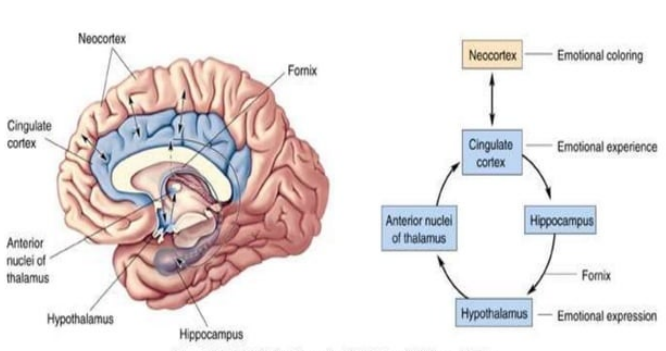 Neocortex
Fornix
Cingulate
cortex
Anterior
nuclei of
thalamus
Hypothalamus
Hippocampus
Neocortex
Emotional coloring
Cingulate
cortex
Emotional experience
Anterior nuclei
of thalamus
Hippocampus
Fornix
Hypothalamus
Emotional expression